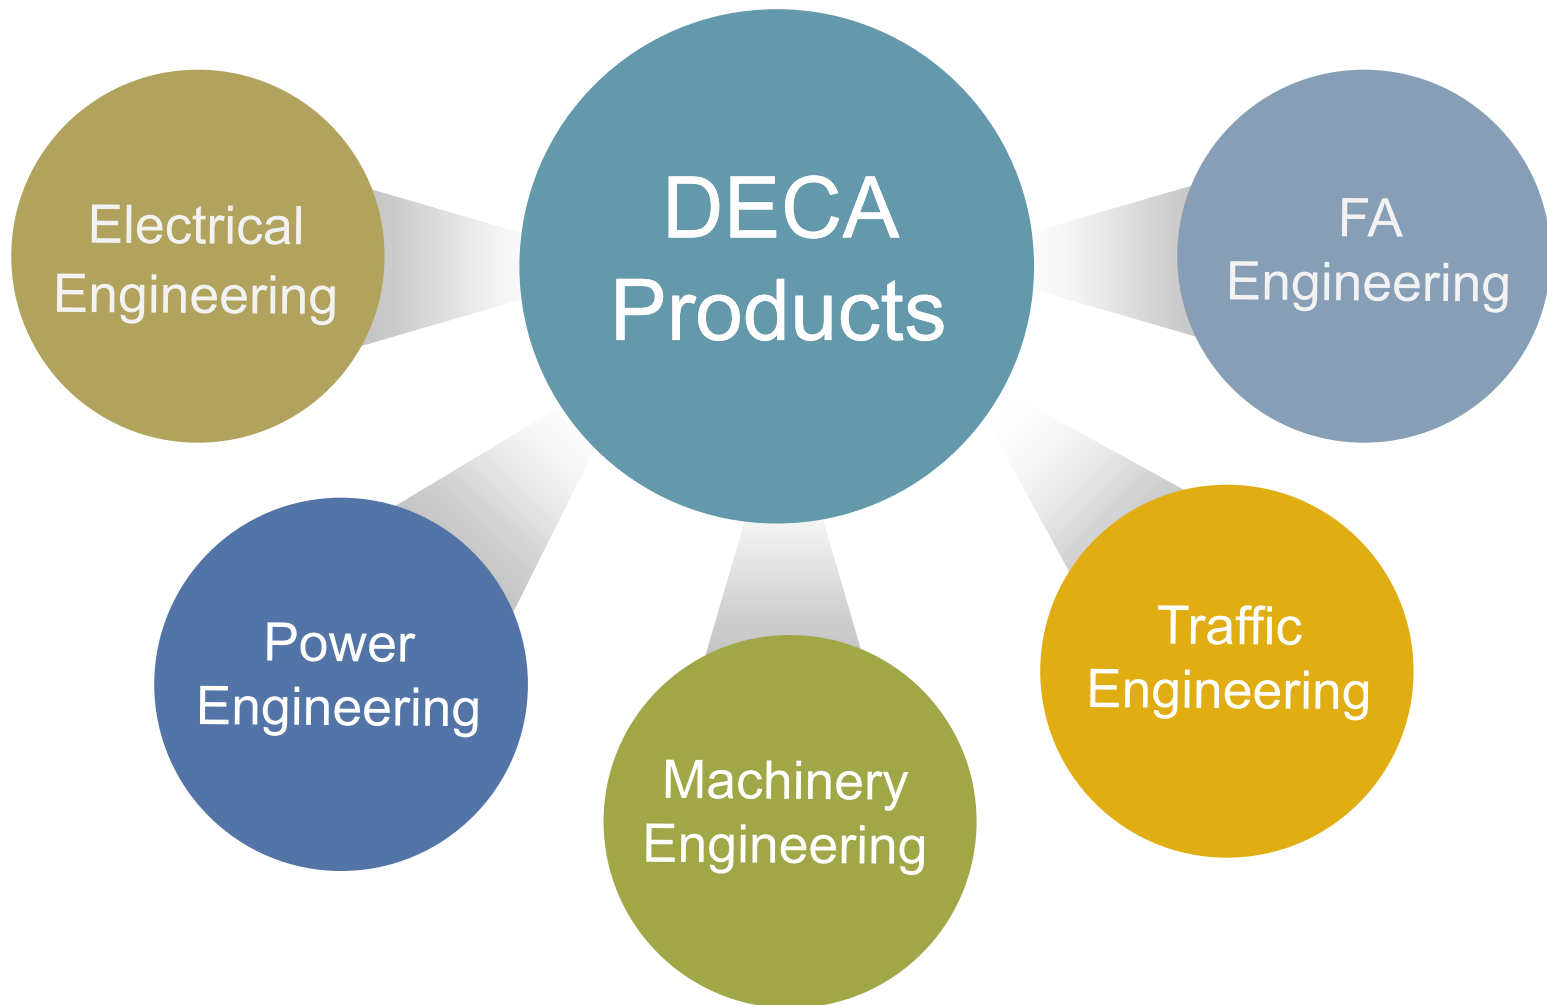 DECA
Products
Electrical
Engineering
FA
Engineering
Power
Engineering
Machinery
Engineering
Traffic
Engineering